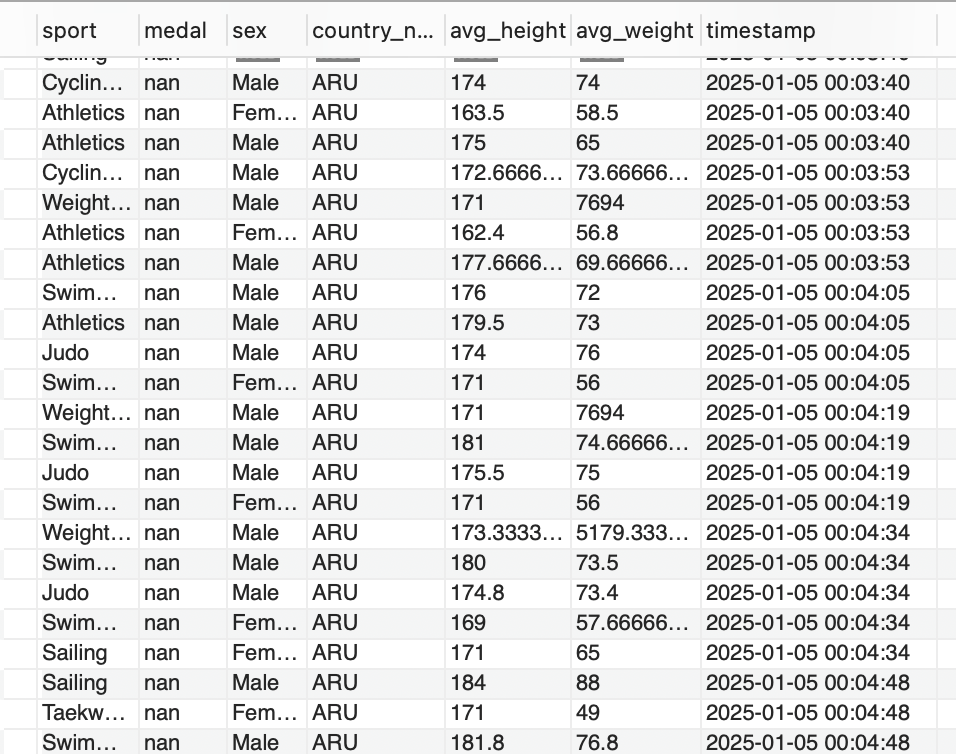 sport medal sex country_n... avg_height avg_weight timestamp
Cyclin... nan Male ARU 174 74 2025-01-05 00:03:40
Athletics nan Fem... ARU 163.5 58.5 2025-01-05 00:03:40
Athletics nan Male ARU 175 65 2025-01-05 00:03:40
Cyclin... nan Male ARU 172.6666... 73.66666... 2025-01-05 00:03:53
Weight... nan Male ARU 171 7694 2025-01-05 00:03:53
Athletics nan Fem... ARU 162.4 56.8 2025-01-05 00:03:53
Athletics nan Male ARU 177.6666... 69.66666... 2025-01-05 00:03:53
Swim... nan Male ARU 176 72 2025-01-05 00:04:05
Athletics nan Male ARU 179.5 73 2025-01-05 00:04:05
Judo nan Male ARU 174 76 2025-01-05 00:04:05
Swim... nan Fem... ARU 171 56 2025-01-05 00:04:05
Weight... nan Male ARU 171 7694 2025-01-05 00:04:19
Swim... nan Male ARU 181 74.66666... 2025-01-05 00:04:19
Judo nan Male ARU 175.5 75 2025-01-05 00:04:19
Swim... nan Fem... ARU 171 56 2025-01-05 00:04:19
Weight... nan Male ARU 173.3333... 5179.333... 2025-01-05 00:04:34
Swim... nan Male ARU 180 73.5 2025-01-05 00:04:34
Judo nan Male ARU 174.8 73.4 2025-01-05 00:04:34
Swim... nan Fem... ARU 169 57.66666... 2025-01-05 00:04:34
Sailing nan Fem... ARU 171 65 2025-01-05 00:04:34
Sailing nan Male ARU 184 88 2025-01-05 00:04:48
Taekw... nan Fem... ARU 171 49 2025-01-05 00:04:48
Swim... nan Male ARU 181.8 76.8 2025-01-05 00:04:48